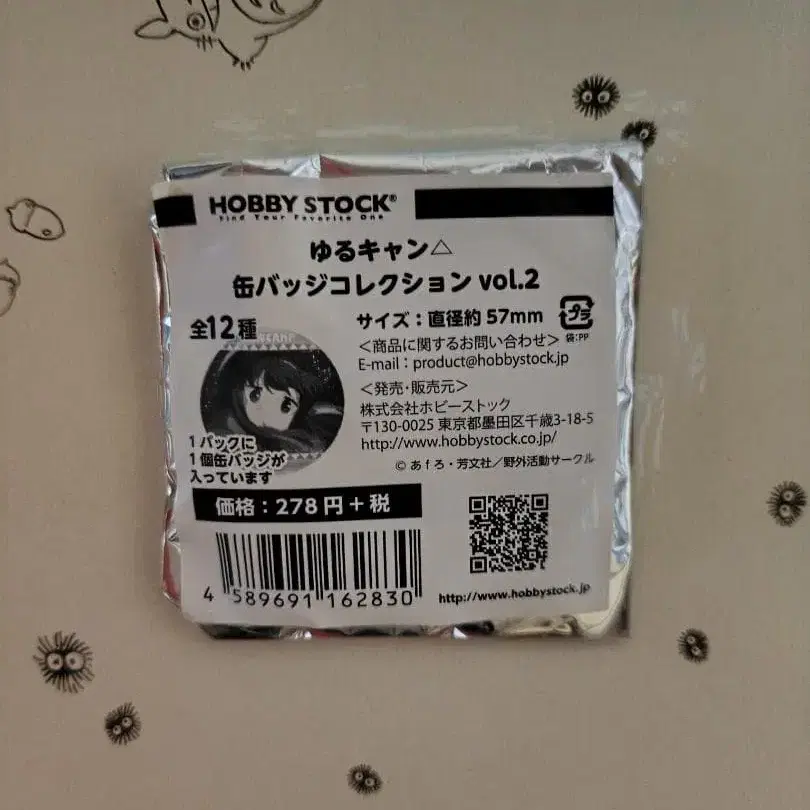 HOBBY STOCK®
Find Your Favorite One
ゆるキャン△
缶バッジコレクション vol.2
全12種
サイズ：直径約57mm
プラ
袋:PP
＜商品に関するお問い合わせ＞
E-mail：product@hobbystock.jp
＜発売・販売元＞
株式会社ホビーストック
〒130-0025 東京都墨田区千歳3-18-5
http://www.hobbystock.co.jp/
© あfろ・芳文社／野外活動サークル
1パックに
1個缶バッジが
入っています
価格：278円＋税
4 589691 162830
http://www.hobbystock.jp